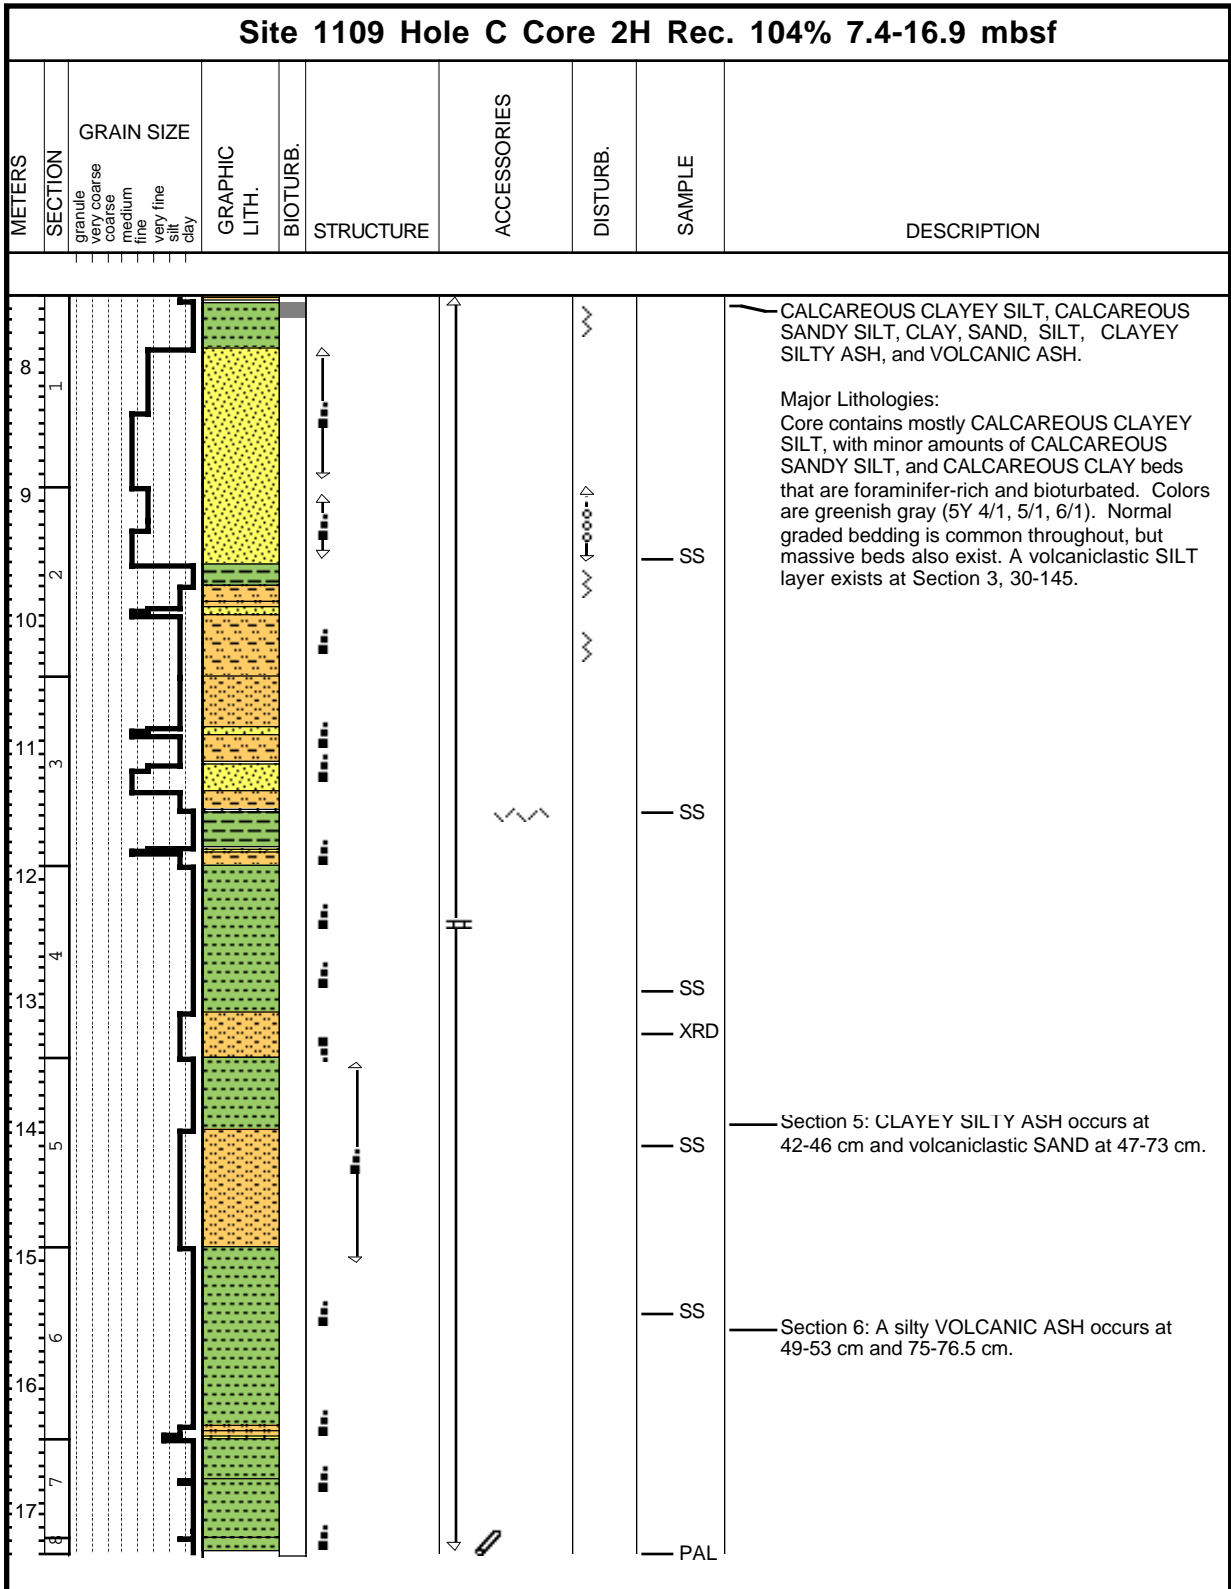 Site 1109 Hole C Core 2H Rec. 104% 7.4-16.9 mbsf
METERS
SECTION
GRAIN SIZE
granule
very coarse
coarse
medium
fine
very fine
silt
clay
GRAPHIC
LITH.
BIOTURB.
STRUCTURE
ACCESSORIES
DISTURB.
SAMPLE
DESCRIPTION
CALCAREOUS CLAYEY SILT, CALCAREOUS
SANDY SILT, CLAY, SAND, SILT, CLAYEY
SILTY ASH, and VOLCANIC ASH.
Major Lithologies:
Core contains mostly CALCAREOUS CLAYEY
SILT, with minor amounts of CALCAREOUS
SANDY SILT, and CALCAREOUS CLAY beds
that are foraminifer-rich and bioturbated. Colors
are greenish gray (5Y 4/1, 5/1, 6/1). Normal
graded bedding is common throughout, but
massive beds also exist. A volcaniclastic SILT
layer exists at Section 3, 30-145.
8
1
9
SS
2
10
11
3
SS
12
4
SS
13
XRD
14
5
SS
Section 5: CLAYEY SILTY ASH occurs at
42-46 cm and volcaniclastic SAND at 47-73 cm.
15
SS
6
Section 6: A silty VOLCANIC ASH occurs at
49-53 cm and 75-76.5 cm.
16
7
17
8
PAL